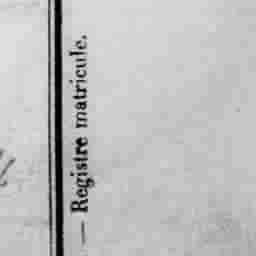 — Registre matricule.